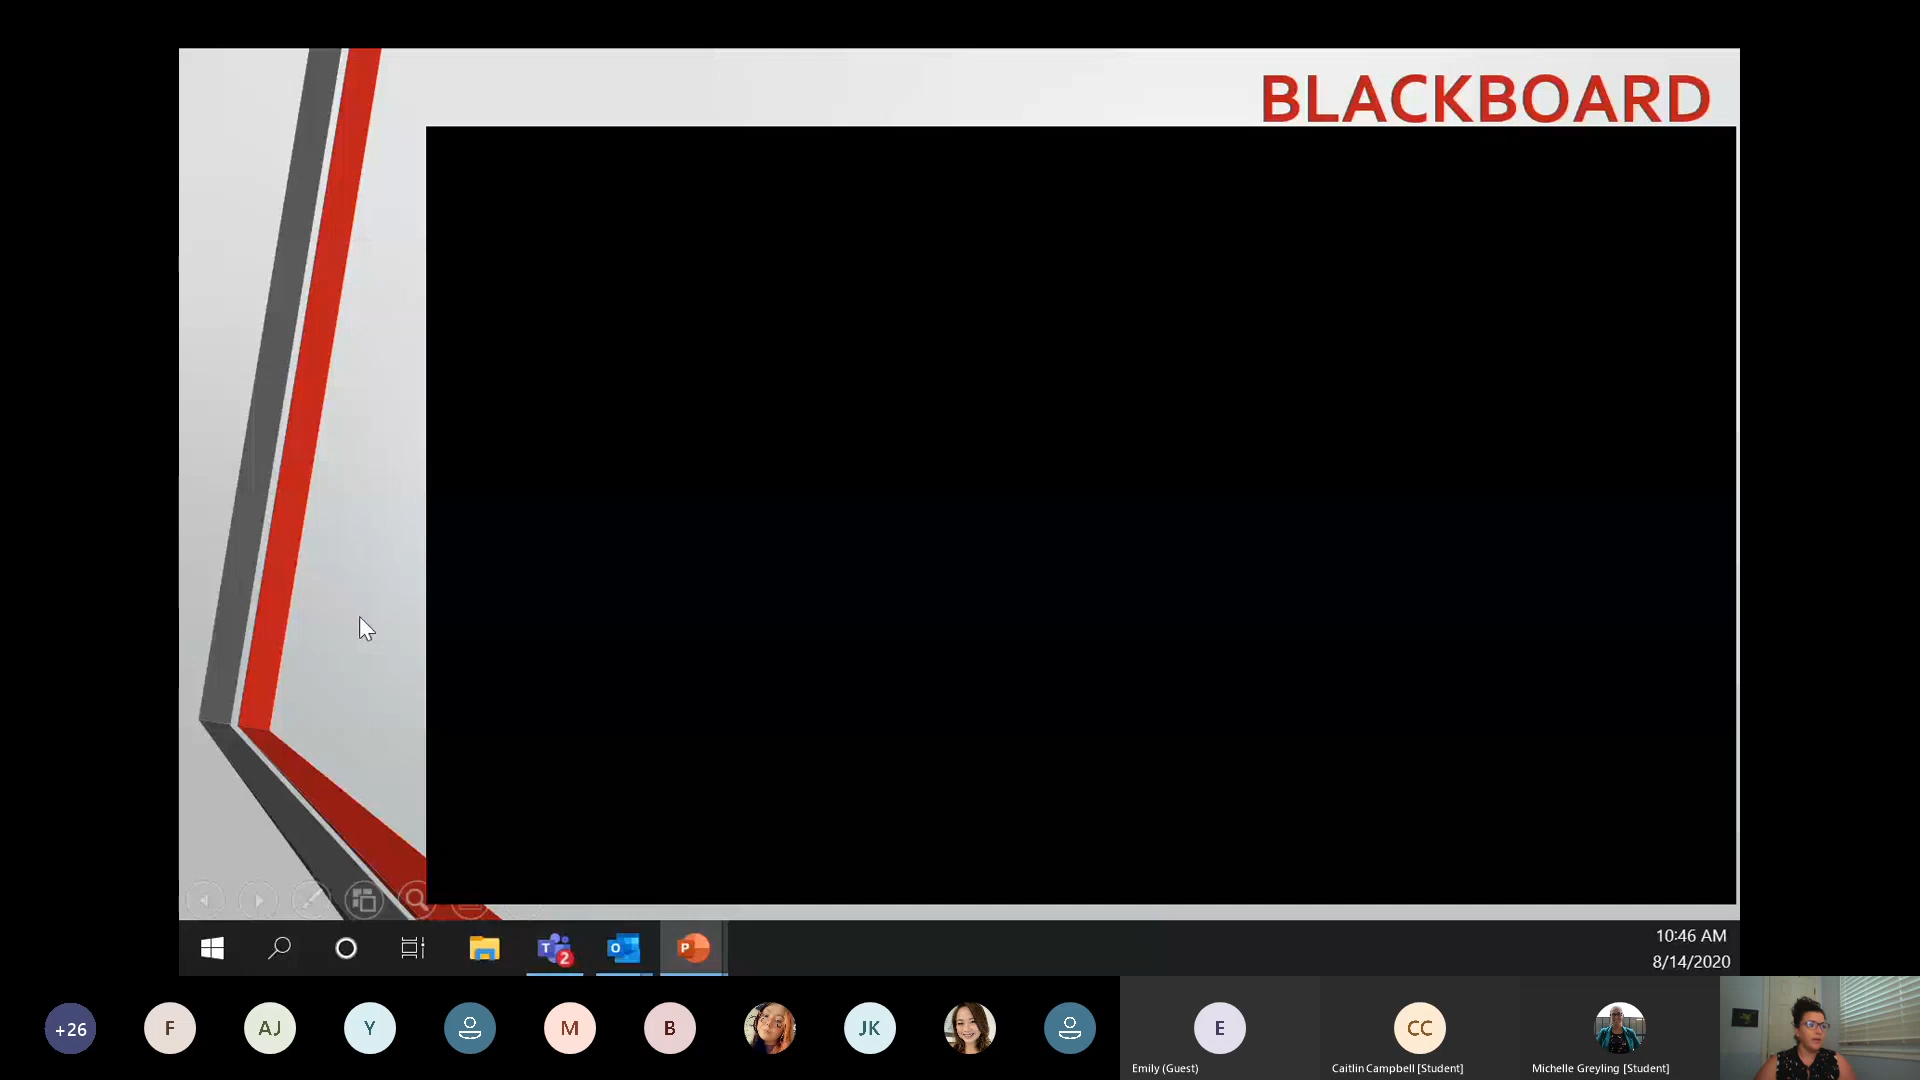 BLACKBOARD
T
2
O
P
10:46 AM
8/14/2020
+26
F
AJ
Y
M
B
JK
E
CC
Emily (Guest)
Caitlin Campbell [Student]
Michelle Greyling [Student]